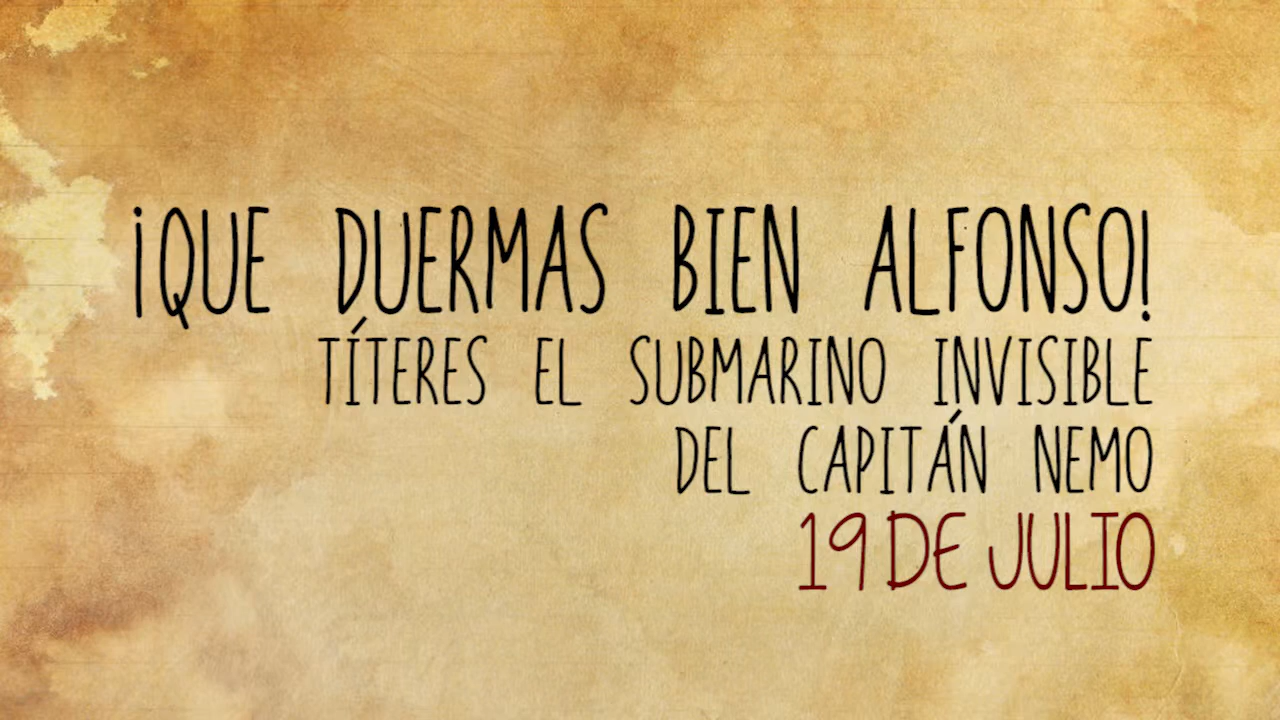 ¡QUE DUERMAS BIEN ALFONSO!
TÍTERES EL SUBMARINO INVISIBLE
DEL CAPITÁN NEMO
19 DE JULIO